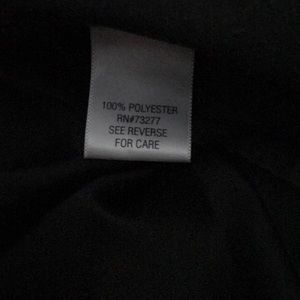 100% POLYESTER
RN#73277
SEE REVERSE
FOR CARE